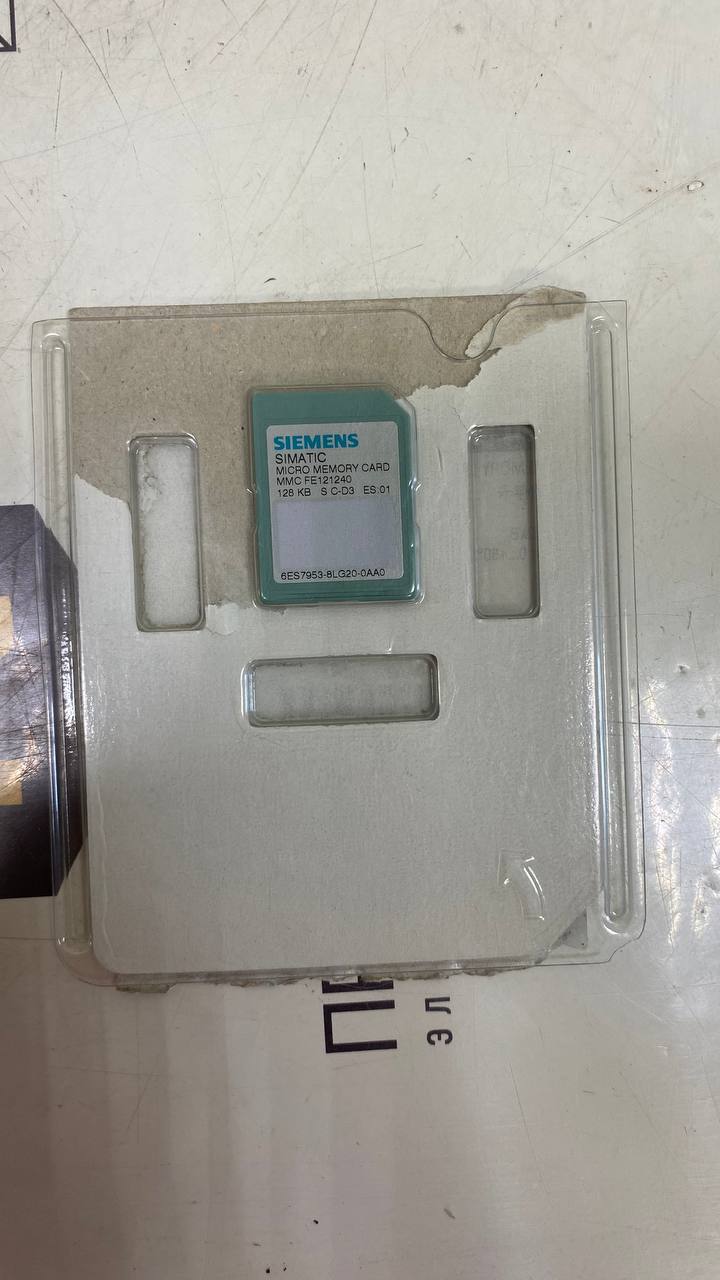 SIEMENS
SIMATIC
MICRO MEMORY CARD
MMC FE121240
128 KB S C-D3 ES:01
6ES7953-8LG20-0AA0